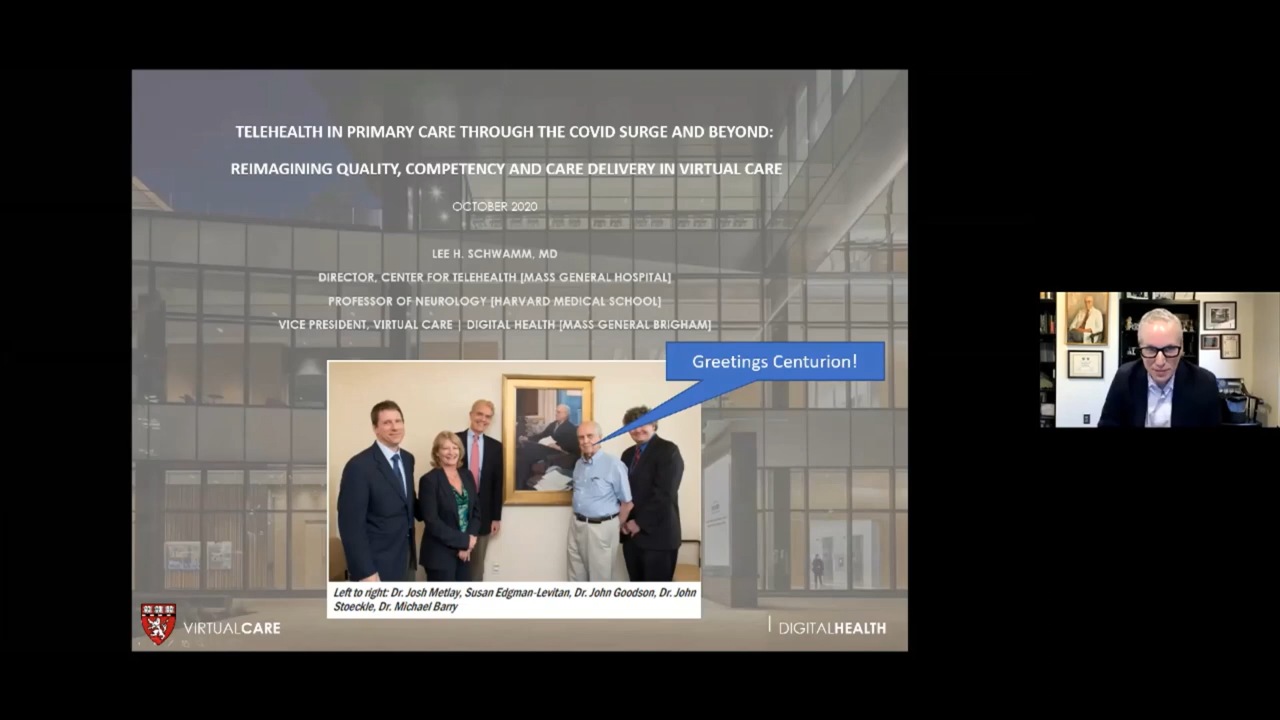 TELEHEALTH IN PRIMARY CARE THROUGH THE COVID SURGE AND BEYOND:
REIMAGINING QUALITY, COMPETENCY AND CARE DELIVERY IN VIRTUAL CARE
OCTOBER 2020
LEE H. SCHWAMM, MD
DIRECTOR, CENTER FOR TELEHEALTH [MASS GENERAL HOSPITAL]
PROFESSOR OF NEUROLOGY [HARVARD MEDICAL SCHOOL]
VICE PRESIDENT, VIRTUAL CARE | DIGITAL HEALTH [MASS GENERAL BRIGHAM]
Greetings Centurion!
Left to right: Dr. Josh Metlay, Susan Edgman-Levitan, Dr. John Goodson, Dr. John
Stoeckle, Dr. Michael Barry
VIRTUALCARE
DIGITALHEALTH